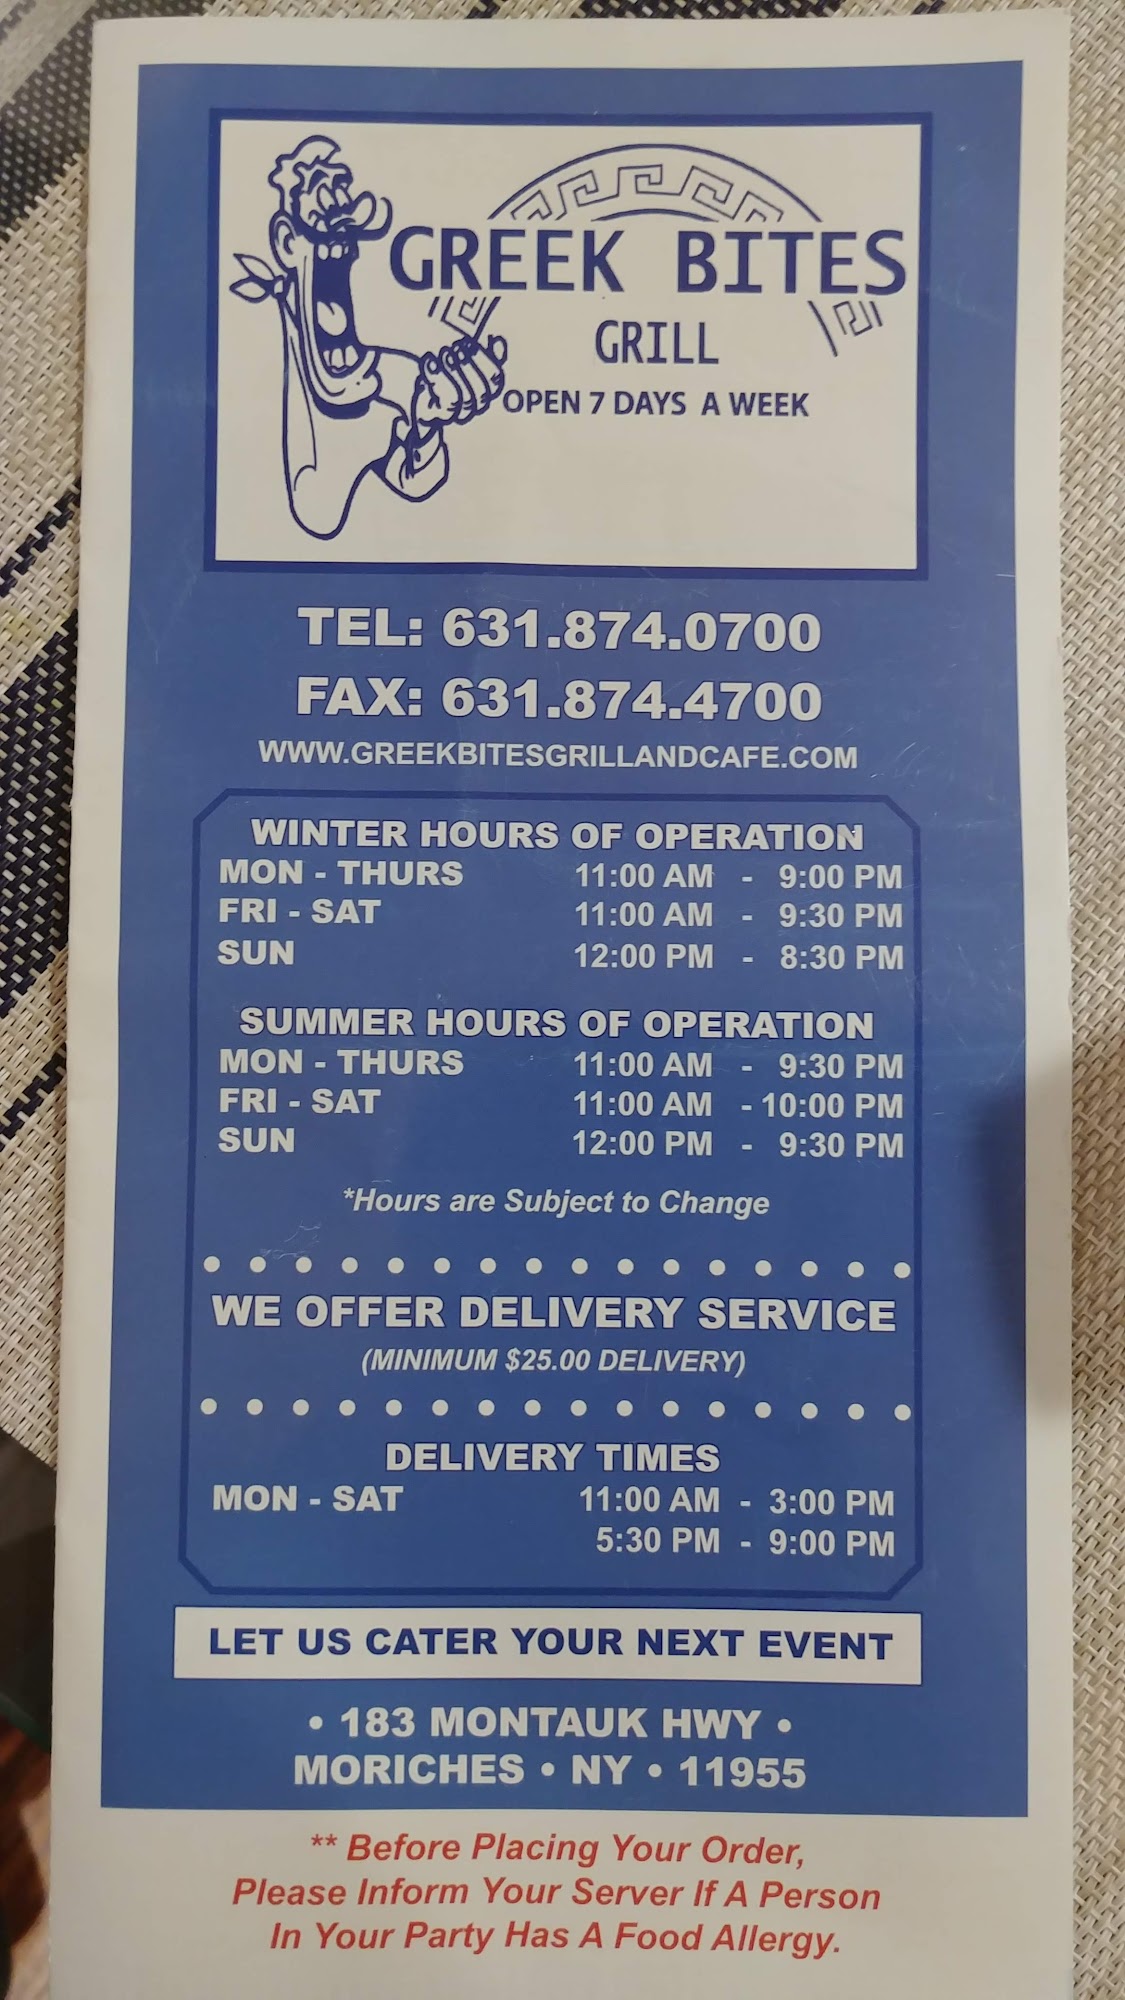 GREEK BITES
GRILL
OPEN 7 DAYS A WEEK
TEL: 631.874.0700
FAX: 631.874.4700
WWW.GREEKBITESGRILLANDCAFE.COM
WINTER HOURS OF OPERATION
MON - THURS 11:00 AM - 9:00 PM
FRI - SAT 11:00 AM - 9:30 PM
SUN 12:00 PM - 8:30 PM
SUMMER HOURS OF OPERATION
MON - THURS 11:00 AM - 9:30 PM
FRI - SAT 11:00 AM - 10:00 PM
SUN 12:00 PM - 9:30 PM
*Hours are Subject to Change
WE OFFER DELIVERY SERVICE
(MINIMUM $25.00 DELIVERY)
DELIVERY TIMES
MON - SAT 11:00 AM - 3:00 PM
5:30 PM - 9:00 PM
LET US CATER YOUR NEXT EVENT
• 183 MONTAUK HWY •
MORICHES • NY • 11955
** Before Placing Your Order,
Please Inform Your Server If A Person
In Your Party Has A Food Allergy.